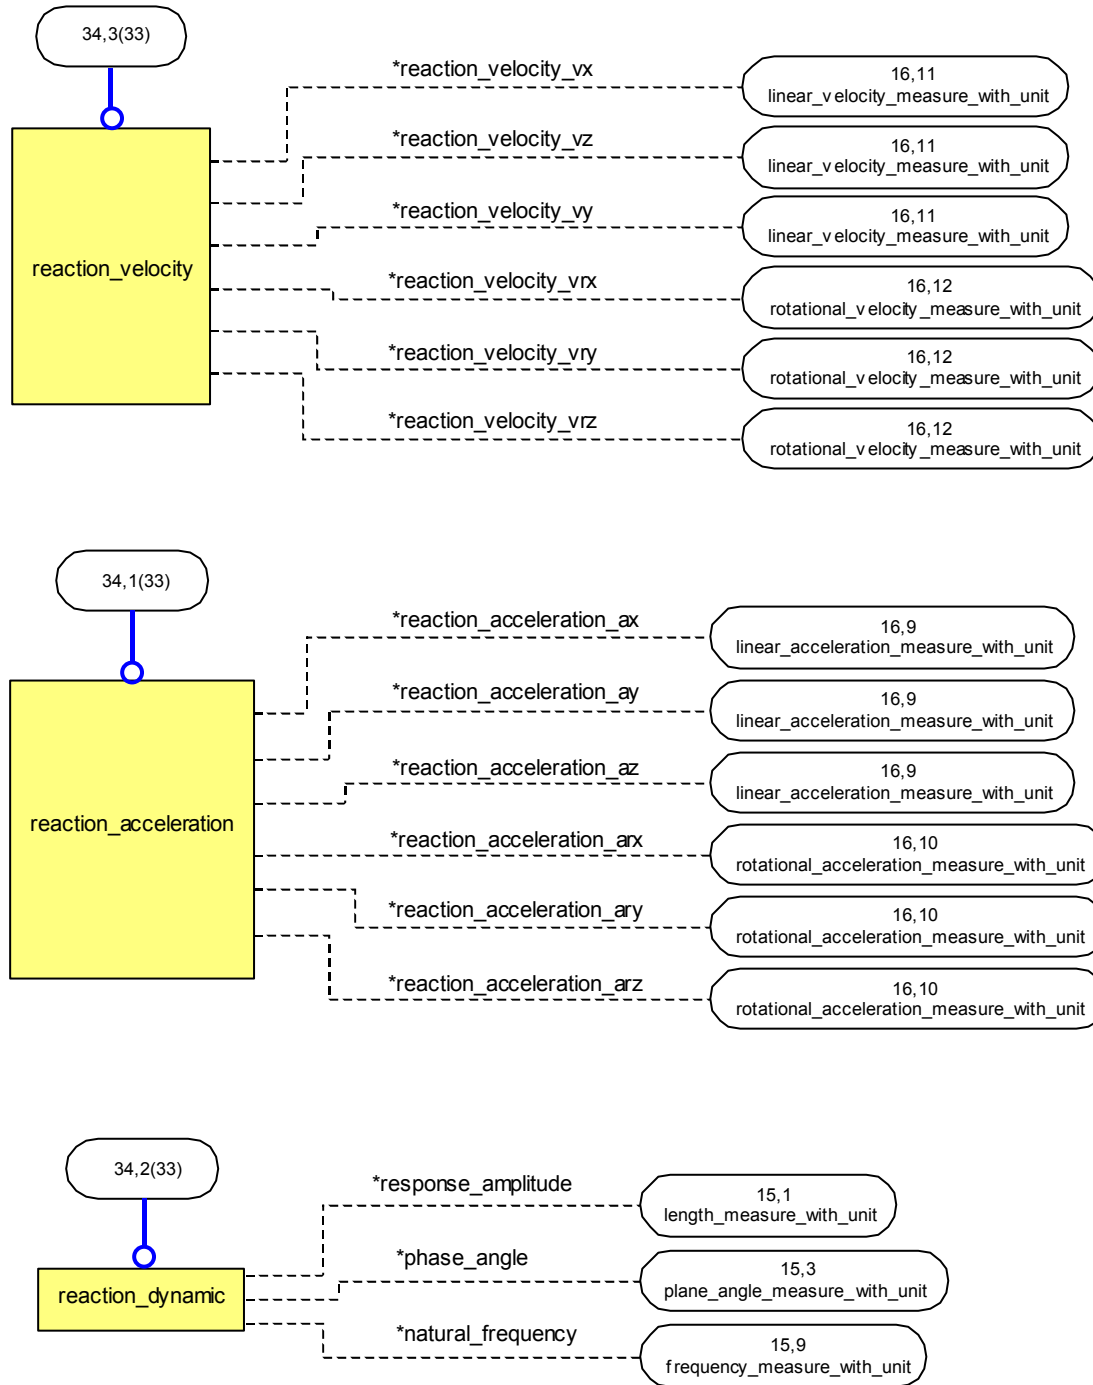 34,3(33)
*reaction_velocity_vx
16,11
linear_velocity_measure_with_unit
*reaction_velocity_vz
16,11
linear_velocity_measure_with_unit
*reaction_velocity_vy
16,11
linear_velocity_measure_with_unit
reaction_velocity
*reaction_velocity_vrx
16,12
rotational_velocity_measure_with_unit
*reaction_velocity_vry
16,12
rotational_velocity_measure_with_unit
*reaction_velocity_vrz
16,12
rotational_velocity_measure_with_unit
34,1(33)
*reaction_acceleration_ax
16,9
linear_acceleration_measure_with_unit
*reaction_acceleration_ay
16,9
linear_acceleration_measure_with_unit
*reaction_acceleration_az
16,9
linear_acceleration_measure_with_unit
reaction_acceleration
*reaction_acceleration_arx
16,10
rotational_acceleration_measure_with_unit
*reaction_acceleration_ary
16,10
rotational_acceleration_measure_with_unit
*reaction_acceleration_arz
16,10
rotational_acceleration_measure_with_unit
34,2(33)
*response_amplitude
15,1
length_measure_with_unit
*phase_angle
15,3
plane_angle_measure_with_unit
reaction_dynamic
*natural_frequency
15,9
frequency_measure_with_unit